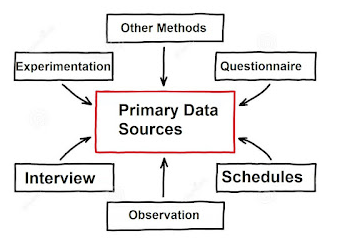 Other Methods
Experimentation
Questionnaire
Primary Data
Sources
Interview
Schedules
Observation